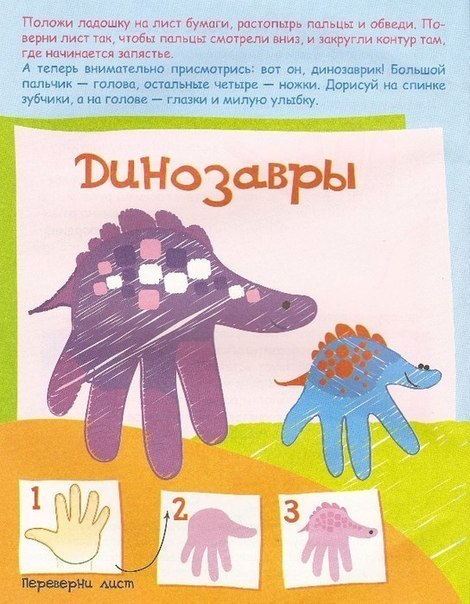 Положи ладошку на лист бумаги, растопырь пальцы и обведи. По-
верни лист так, чтобы пальцы смотрели вниз, и закругли контур там,
где начинается запястье.
А теперь внимательно присмотрись: вот он, динозаврик! Большой
пальчик — голова, остальные четыре — ножки. Дорисуй на спинке
зубчики, а на голове — глазки и милую улыбку.
Динозавры
1
2
3
Переверни лист